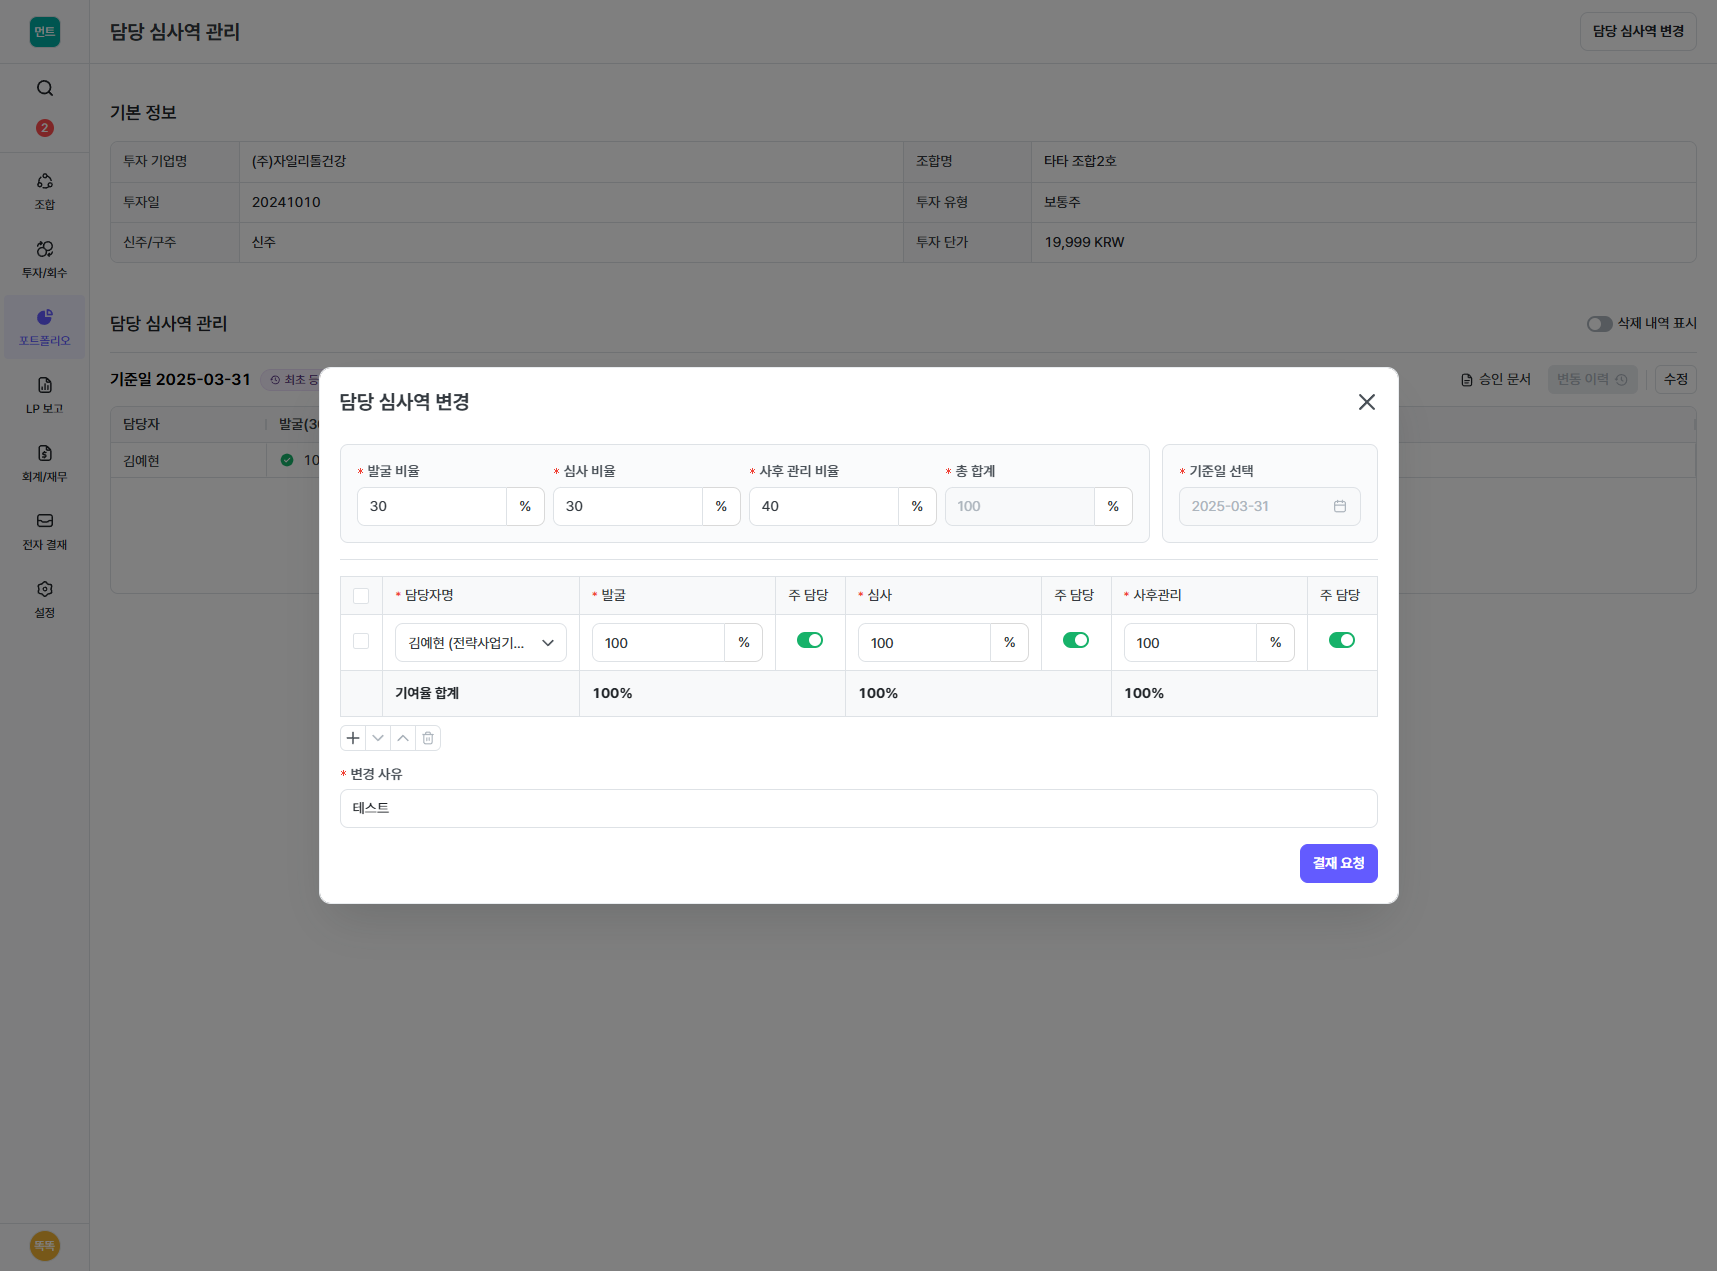 먼트
담당 심사역 관리
담당 심사역 변경
2
조합
투자/회수
포트폴리오
LP 보고
회계/재무
전자 결재
설정
똑똑
기본 정보
투자 기업명 (주)자일리톨건강 조합명 타타 조합2호
투자일 20241010 투자 유형 보통주
신주/구주 신주 투자 단가 19,999 KRW
담당 심사역 관리
삭제 내역 표시
기준일 2025-03-31 최초 등
승인 문서 변동 이력 수정
담당자 발굴(30
김예현 10
담당 심사역 변경
* 발굴 비율 * 심사 비율 * 사후 관리 비율 * 총 합계 * 기준일 선택
30 % 30 % 40 % 100 % 2025-03-31
* 담당자명 * 발굴 주 담당 * 심사 주 담당 * 사후관리 주 담당
김예현 (전략사업기... 100 % 100 % 100 %
기여율 합계 100% 100% 100%
* 변경 사유
테스트
결재 요청